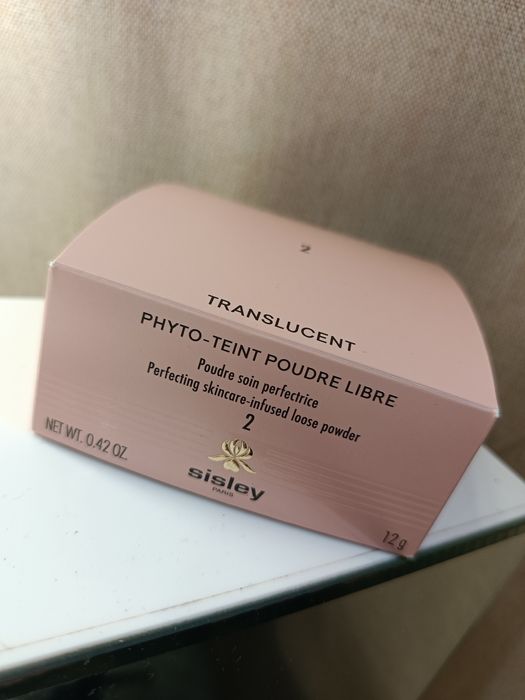 2
TRANSLUCENT
PHYTO-TEINT POUDRE LIBRE
Poudre soin perfectrice
Perfecting skincare-infused loose powder
2
NET WT. 0.42 OZ.
sisley
PARIS
12 g